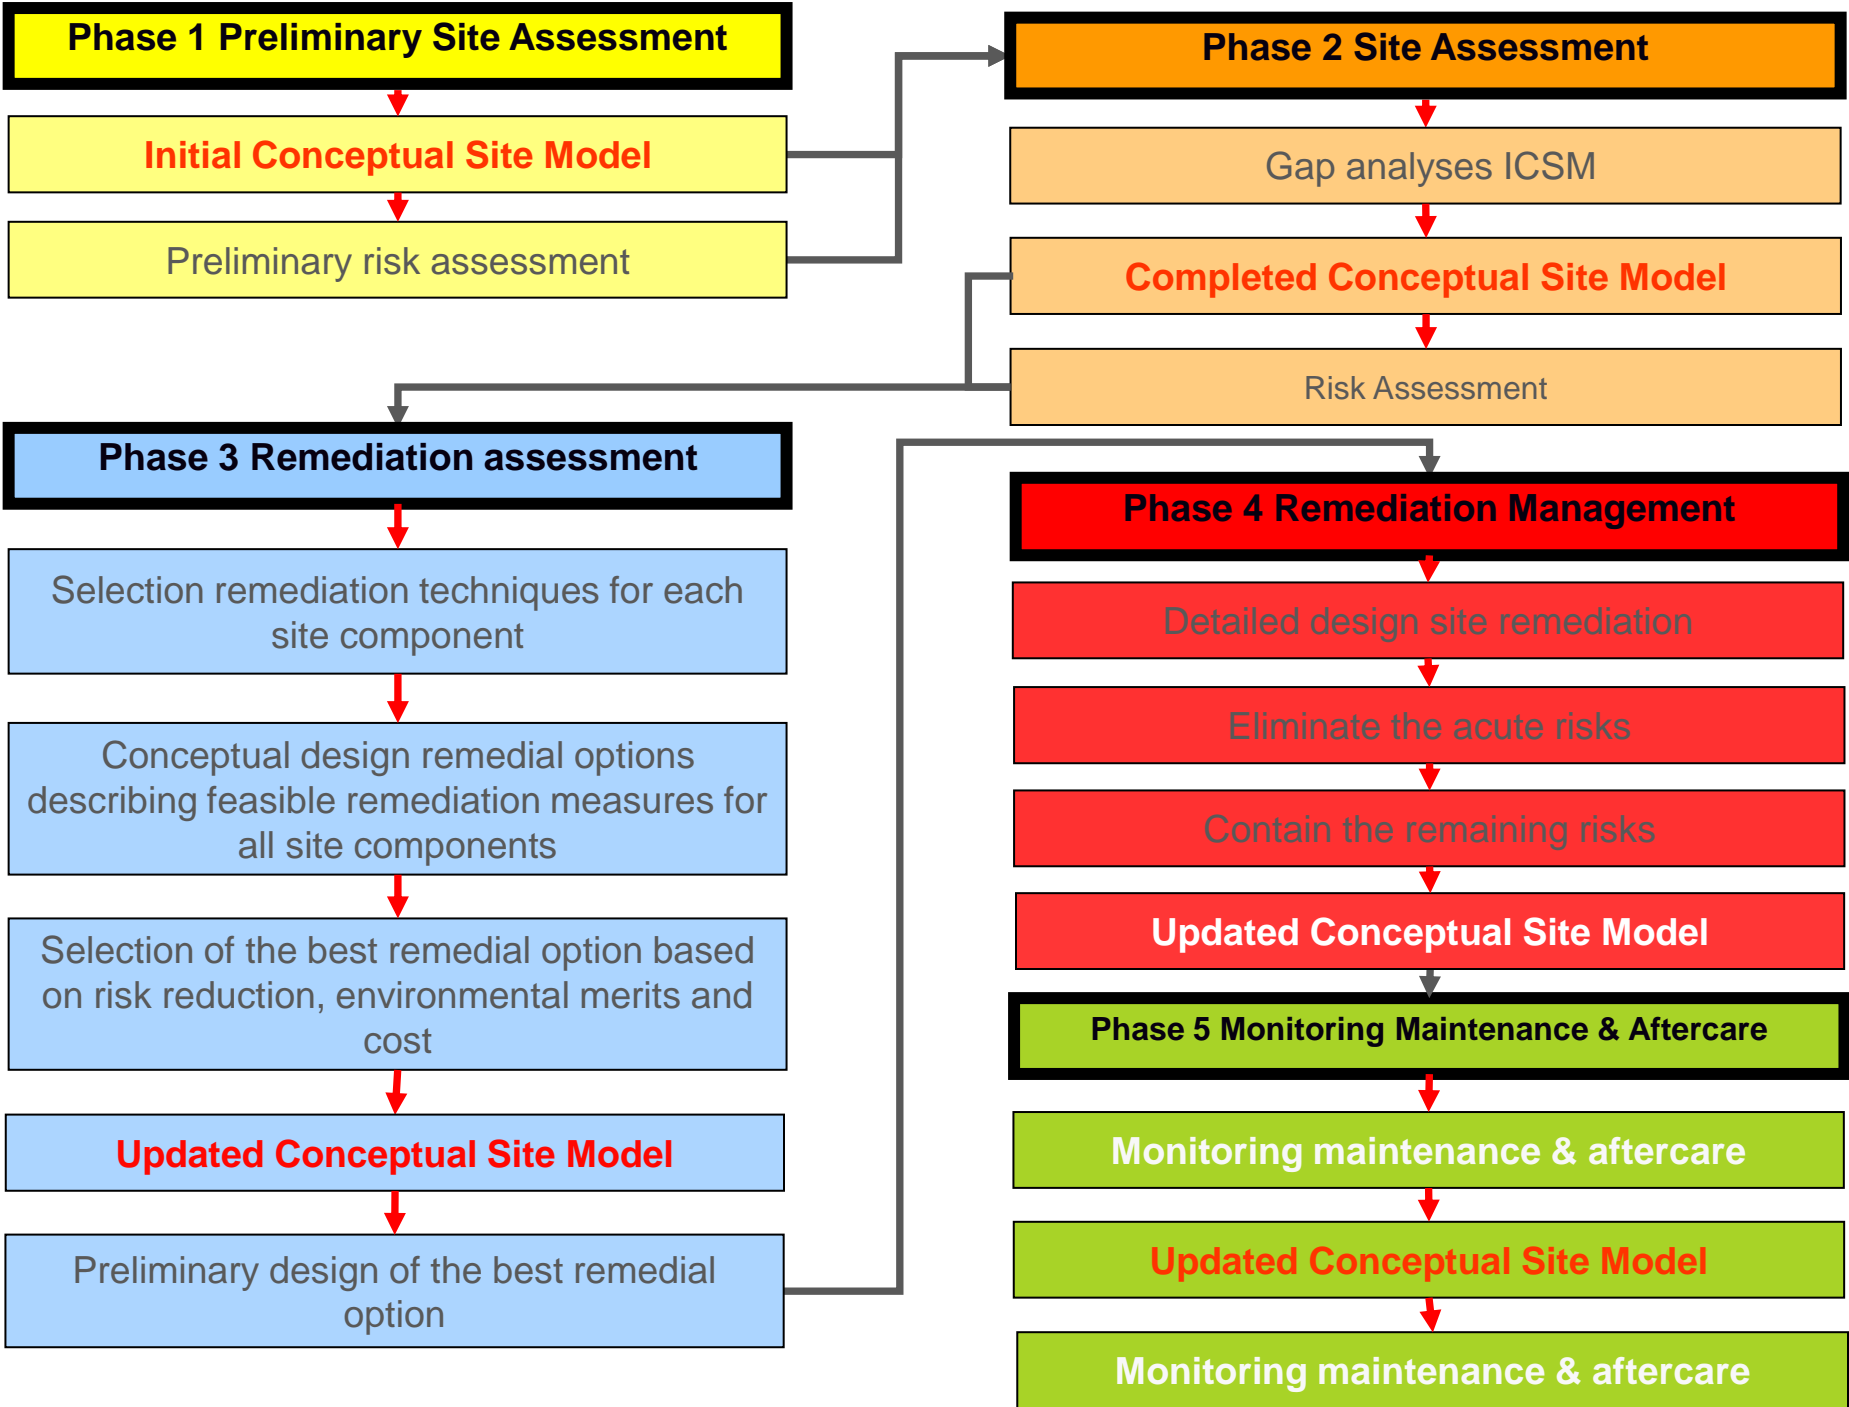 Phase 1 Preliminary Site Assessment
Initial Conceptual Site Model
Preliminary risk assessment
Phase 2 Site Assessment
Gap analyses ICSM
Completed Conceptual Site Model
Risk Assessment
Phase 3 Remediation assessment
Selection remediation techniques for each
site component
Conceptual design remedial options
describing feasible remediation measures for
all site components
Selection of the best remedial option based
on risk reduction, environmental merits and
cost
Updated Conceptual Site Model
Preliminary design of the best remedial
option
Phase 4 Remediation Management
Detailed design site remediation
Eliminate the acute risks
Contain the remaining risks
Updated Conceptual Site Model
Phase 5 Monitoring Maintenance & Aftercare
Monitoring maintenance & aftercare
Updated Conceptual Site Model
Monitoring maintenance & aftercare